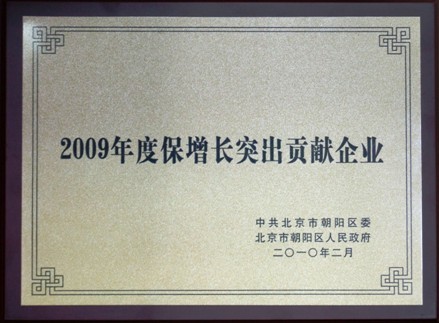 2009年度保增长突出贡献企业
中共北京市朝阳区委
北京市朝阳区人民政府
二〇一〇年二月